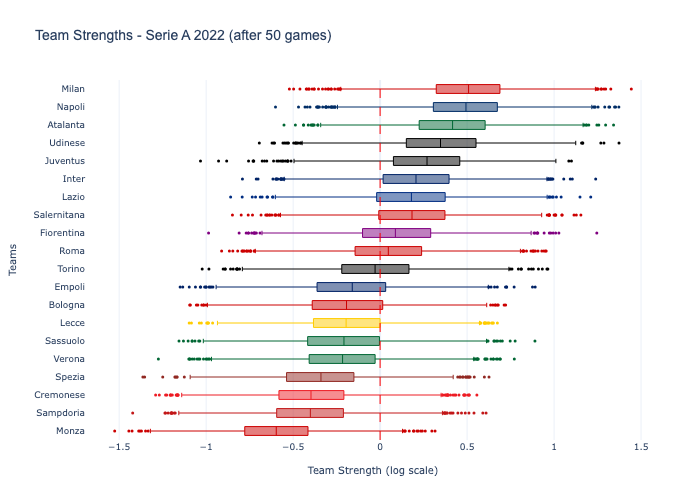 Team Strengths - Serie A 2022 (after 50 games)
Teams
Milan
Napoli
Atalanta
Udinese
Juventus
Inter
Lazio
Salernitana
Fiorentina
Roma
Torino
Empoli
Bologna
Lecce
Sassuolo
Verona
Spezia
Cremonese
Sampdoria
Monza
−1.5 −1 −0.5 0 0.5 1 1.5
Team Strength (log scale)